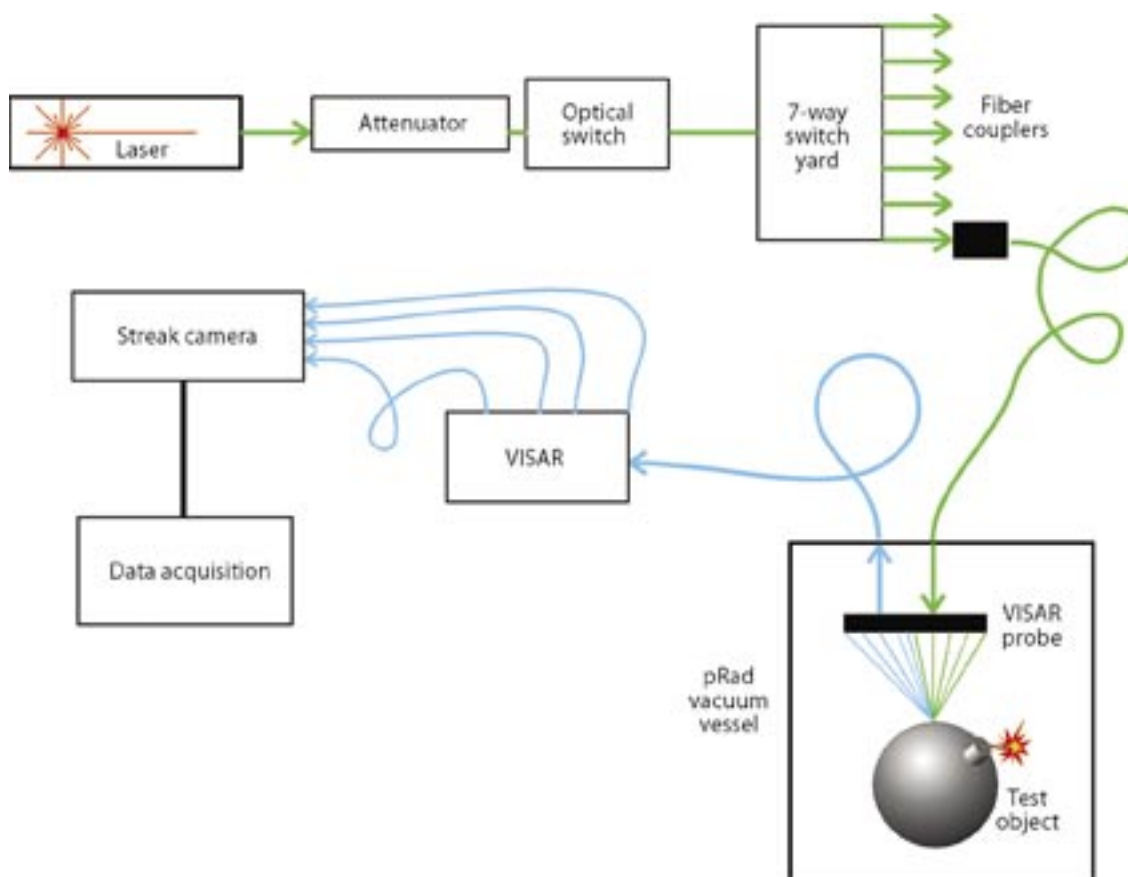 Laser
Attenuator
Optical
switch
7-way
switch
yard
Fiber
couplers
Streak camera
VISAR
Data acquisition
VISAR
probe
pRad
vacuum
vessel
Test
object